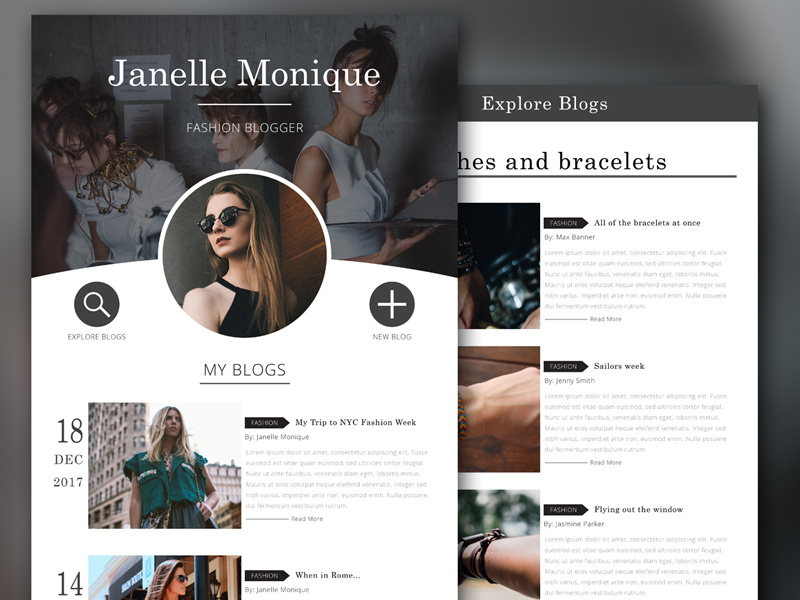 Janelle Monique
FASHION BLOGGER
EXPLORE BLOGS
NEW BLOG
MY BLOGS
18
DEC
2017
FASHION
My Trip to NYC Fashion Week
By: Janelle Monique
Lorem ipsum dolor sit amet, consectetur adipiscing elit. Praesent
euismod est vitae quam euismod, sed ultricies tortor feugiat.
Nunc ut ante faucibus, venenatis diam eget, lobortis metus.
Mauris ut eros volutpat neque eleifend ornare. Integer sed
nibh varius, imperdiet ante non, euismod enim. Nulla posuere
dui fermentum vestibulum rutrum.
Read More
14
FASHION
When in Rome...
By: Janelle Monique
Explore Blogs
hes and bracelets
FASHION
All of the bracelets at once
By: Max Banner
Lorem ipsum dolor sit amet, consectetur adipiscing elit. Praesent
euismod est vitae quam euismod, sed ultricies tortor feugiat.
Nunc ut ante faucibus, venenatis diam eget, lobortis metus.
Mauris ut eros volutpat neque eleifend ornare. Integer sed
nibh varius, imperdiet ante non, euismod enim. Nulla posuere
dui fermentum vestibulum rutrum.
Read More
FASHION
Sailors week
By: Jenny Smith
Lorem ipsum dolor sit amet, consectetur adipiscing elit. Praesent
euismod est vitae quam euismod, sed ultricies tortor feugiat.
Nunc ut ante faucibus, venenatis diam eget, lobortis metus.
Mauris ut eros volutpat neque eleifend ornare. Integer sed
nibh varius, imperdiet ante non, euismod enim. Nulla posuere
dui fermentum vestibulum rutrum.
Read More
FASHION
Flying out the window
By: Jasmine Parker
Lorem ipsum dolor sit amet, consectetur adipiscing elit. Praesent
euismod est vitae quam euismod, sed ultricies tortor feugiat.
Nunc ut ante faucibus, venenatis diam eget, lobortis metus.
Mauris ut eros volutpat neque eleifend ornare. Integer sed
nibh varius, imperdiet ante non, euismod enim. Nulla posuere